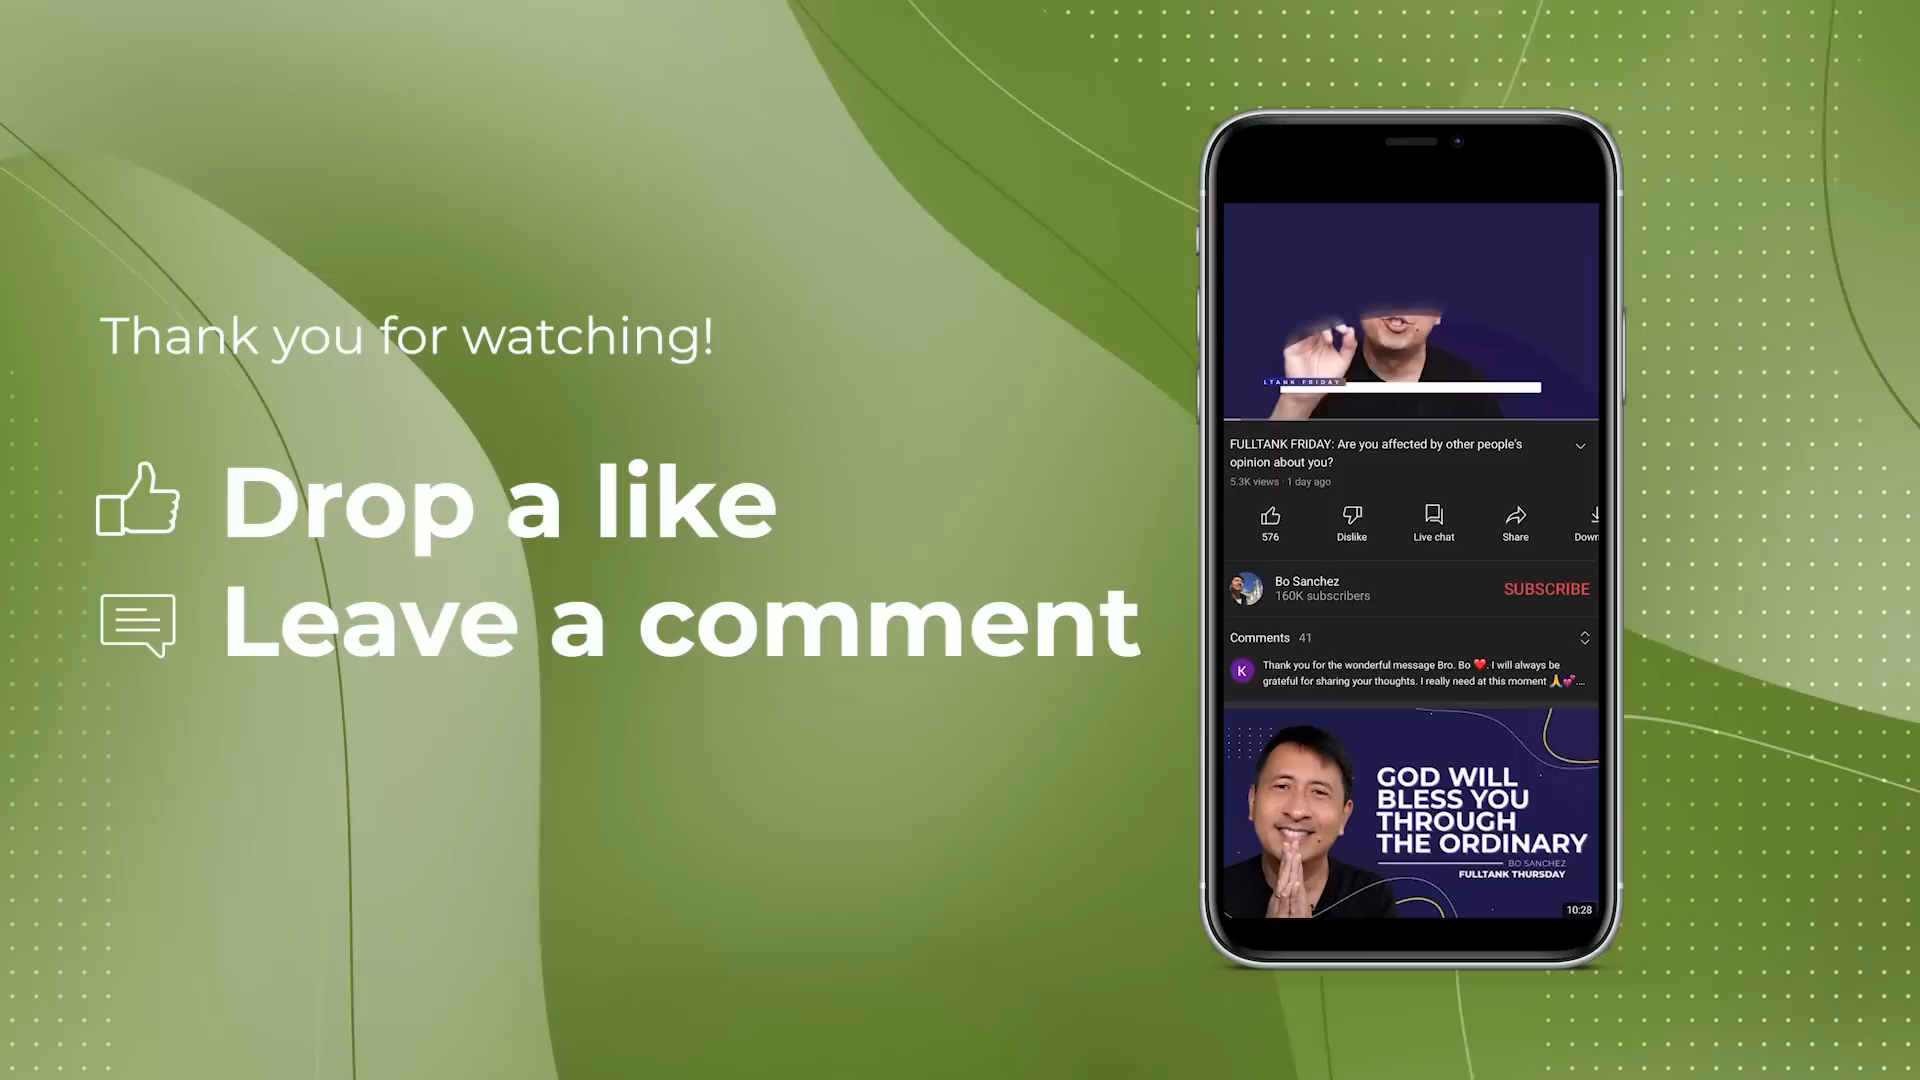 Thank you for watching!
Drop a like
Leave a comment
LTANK FRIDAY
FULLTANK FRIDAY: Are you affected by other people's
opinion about you?
5.3K views · 1 day ago
576
Dislike
Live chat
Share
Down
Bo Sanchez
160K subscribers
SUBSCRIBE
Comments 41
K
Thank you for the wonderful message Bro. Bo ❤️. I will always be
grateful for sharing your thoughts. I really need at this moment 🙏💕...
GOD WILL
BLESS YOU
THROUGH
THE ORDINARY
BO SANCHEZ
FULLTANK THURSDAY
10:28